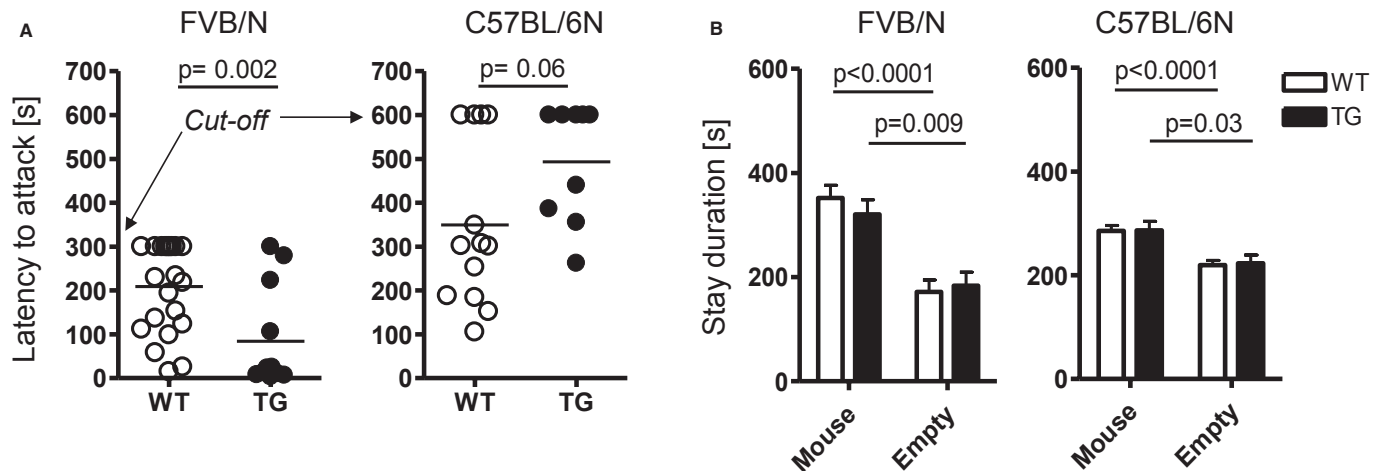 A
FVB/N
C57BL/6N
Latency to attack [s]
700
600
500
400
300
200
100
0
p= 0.002
Cut-off
WT
TG
700
600
500
400
300
200
100
0
p= 0.06
WT
TG
B
FVB/N
C57BL/6N
Stay duration [s]
600
400
200
0
p<0.0001
p=0.009
Mouse
Empty
600
400
200
0
p<0.0001
p=0.03
Mouse
Empty
WT
TG